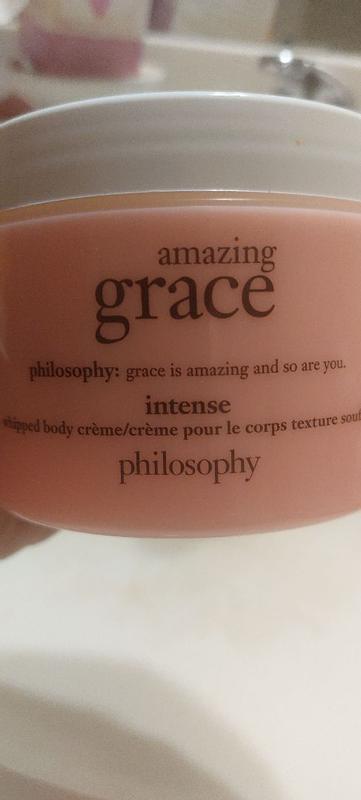 amazing
grace
philosophy: grace is amazing and so are you.
intense
whipped body crème/crème pour le corps texture
philosophy